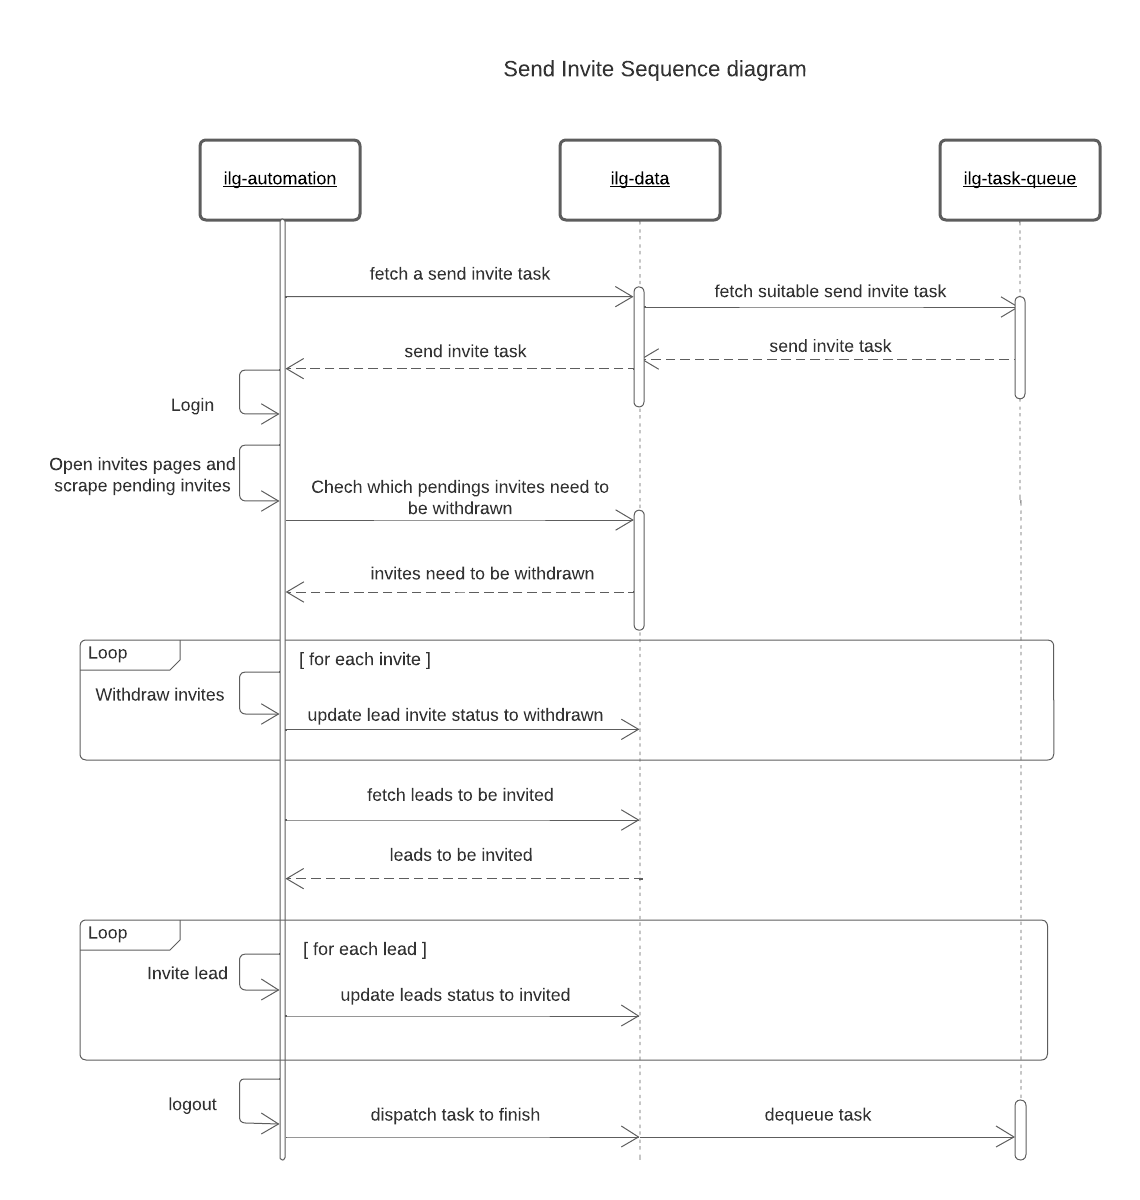 Send Invite Sequence diagram
ilg-automation
ilg-data
ilg-task-queue
fetch a send invite task
fetch suitable send invite task
send invite task
send invite task
Login
Open invites pages and
scrape pending invites
Chech which pendings invites need to
be withdrawn
invites need to be withdrawn
Loop
[ for each invite ]
Withdraw invites
update lead invite status to withdrawn
fetch leads to be invited
leads to be invited
Loop
[ for each lead ]
Invite lead
update leads status to invited
logout
dispatch task to finish
dequeue task